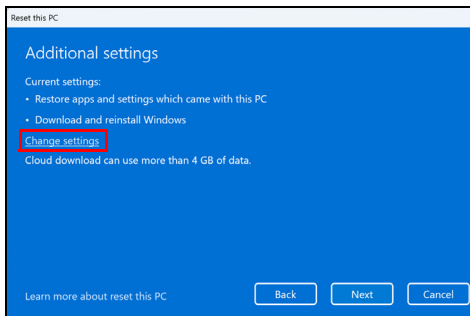 Reset this PC
Additional settings
Current settings:
• Restore apps and settings which came with this PC
• Download and reinstall Windows
Change settings
Cloud download can use more than 4 GB of data.
Learn more about reset this PC
Back
Next
Cancel